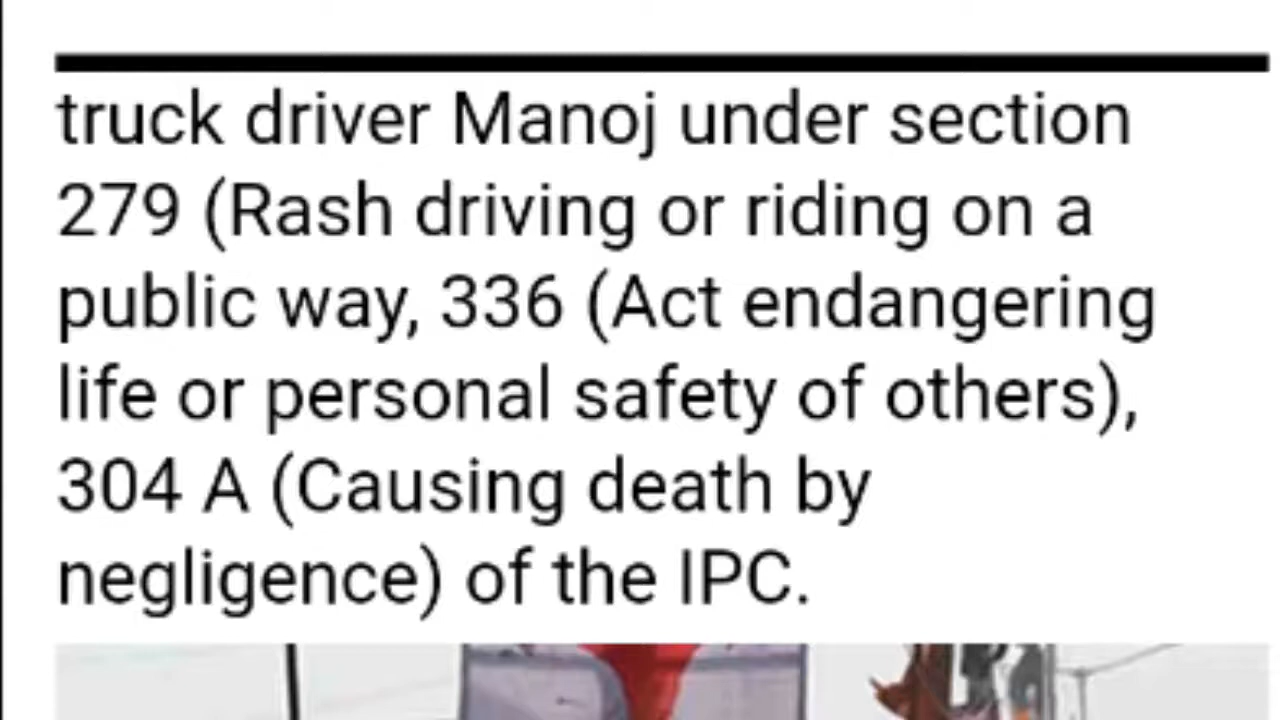 truck driver Manoj under section
279 (Rash driving or riding on a
public way, 336 (Act endangering
life or personal safety of others),
304 A (Causing death by
negligence) of the IPC.